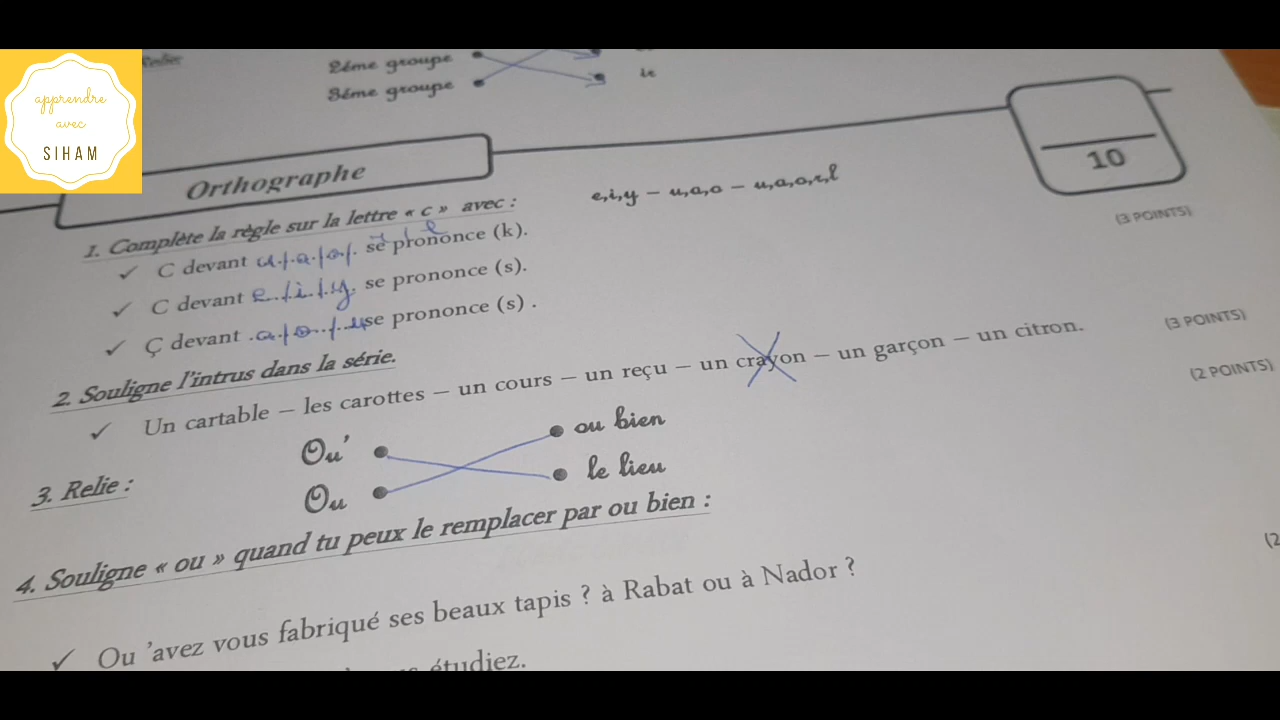 apprendre
avec
SIHAM
2ème groupe
3ème groupe
ir
10
Orthographe
1. Complète la règle sur la lettre « c » avec : e,i,y – u,a,o – u,a,o,r,l
(3 POINTS)
✓ C devant u/a/o/r/l se prononce (k).
✓ C devant e/i/y se prononce (s).
✓ Ç devant a/o/u se prononce (s) .
2. Souligne l'intrus dans la série.
(3 POINTS)
✓ Un cartable – les carottes – un cours – un reçu – un crayon – un garçon – un citron.
(2 POINTS)
3. Relie :
Ou' ou bien
Ou le lieu
4. Souligne « ou » quand tu peux le remplacer par ou bien :
(2
✓ Ou 'avez vous fabriqué ses beaux tapis ? à Rabat ou à Nador ?
étudiez.